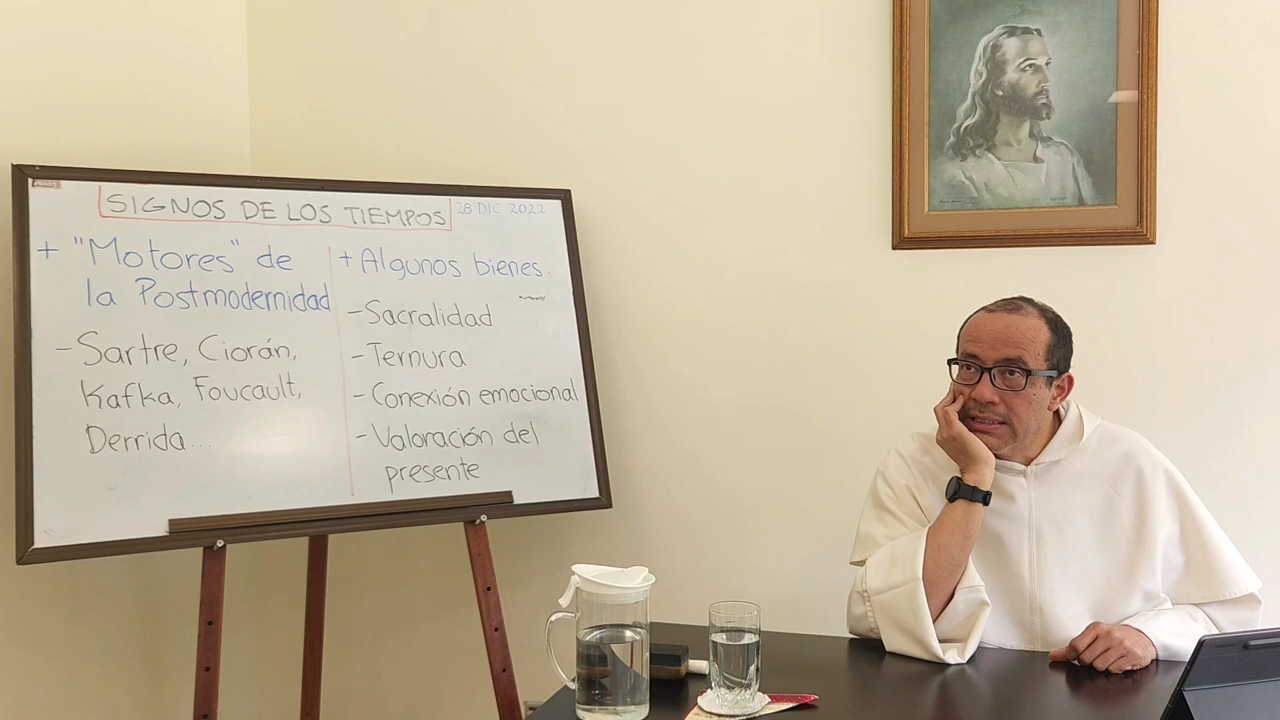 SIGNOS DE LOS TIEMPOS 28 DIC 2022
+ "Motores" de
la Postmodernidad
- Sartre, Ciorán,
Kafka, Foucault,
Derrida...
+ Algunos bienes:
- Sacralidad
- Ternura
- Conexión emocional
- Valoración del
presente